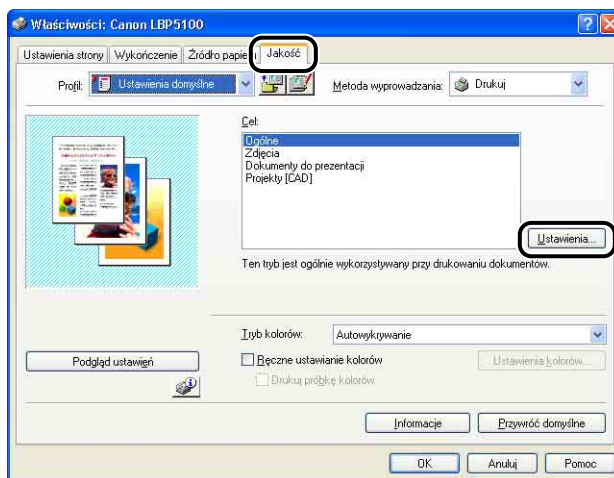 Właściwości: Canon LBP5100
Ustawienia strony Wykończenie Źródło papieru Jakość
Profil: Ustawienia domyślne Metoda wyprowadzania: Drukuj
Cel:
Ogólne
Zdjęcia
Dokumenty do prezentacji
Projekty [CAD]
Ustawienia...
Ten tryb jest ogólnie wykorzystywany przy drukowaniu dokumentów.
Tryb kolorów: Autowykrywanie
Podgląd ustawień Ręczne ustawianie kolorów Ustawienia kolorów...
Drukuj próbkę kolorów
Informacje Przywróć domyślne
OK Anuluj Pomoc